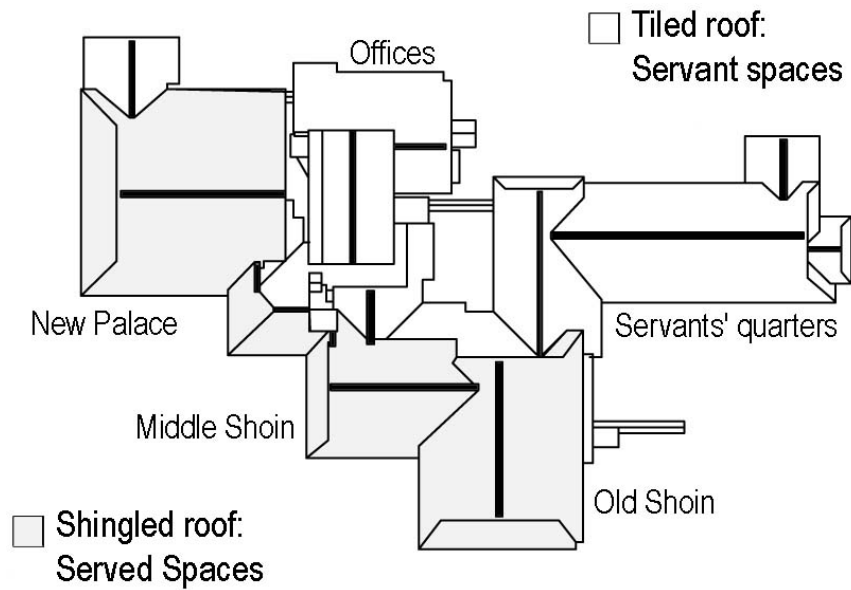 Offices
Tiled roof:
Servant spaces
New Palace
Servants' quarters
Middle Shoin
Old Shoin
Shingled roof:
Served Spaces